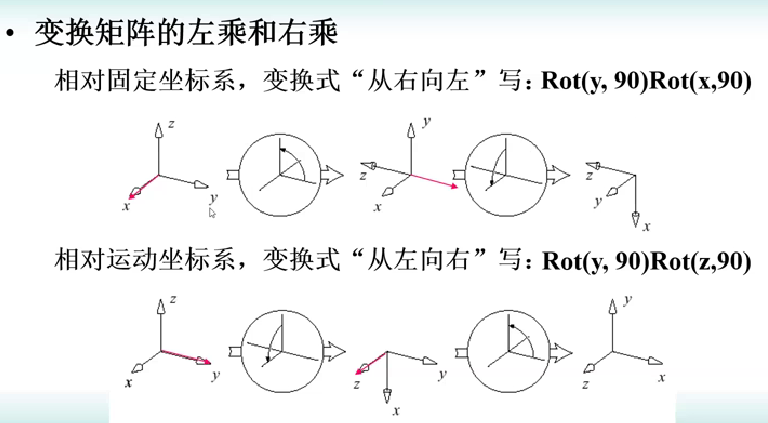 • 变换矩阵的左乘和右乘
相对固定坐标系，变换式“从右向左”写：Rot(y, 90)Rot(x,90)
z y x
y z x
z y x
相对运动坐标系，变换式“从左向右”写：Rot(y, 90)Rot(z,90)
z y x
z y x
y z x